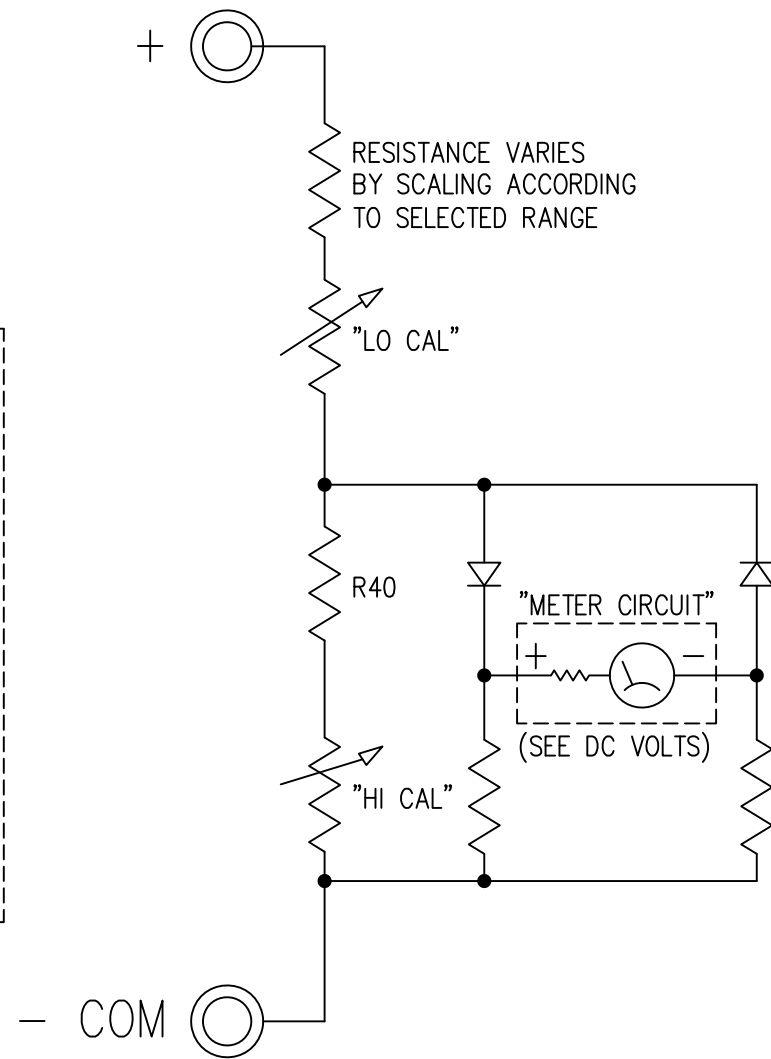 +
RESISTANCE VARIES
BY SCALING ACCORDING
TO SELECTED RANGE
"LO CAL"
R40
"METER CIRCUIT"
+ −
(SEE DC VOLTS)
"HI CAL"
− COM